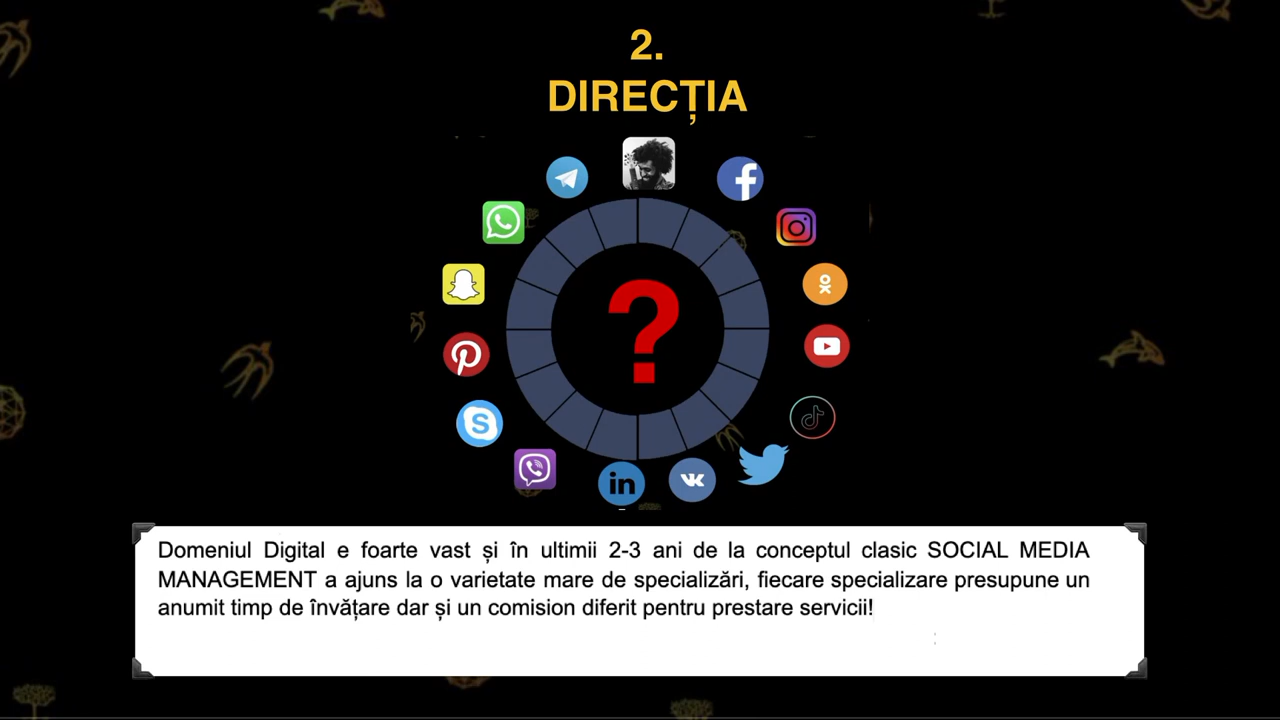 2.
DIRECȚIA
?
in
Domeniul Digital e foarte vast și în ultimii 2-3 ani de la conceptul clasic SOCIAL MEDIA
MANAGEMENT a ajuns la o varietate mare de specializări, fiecare specializare presupune un
anumit timp de învățare dar și un comision diferit pentru prestare servicii!